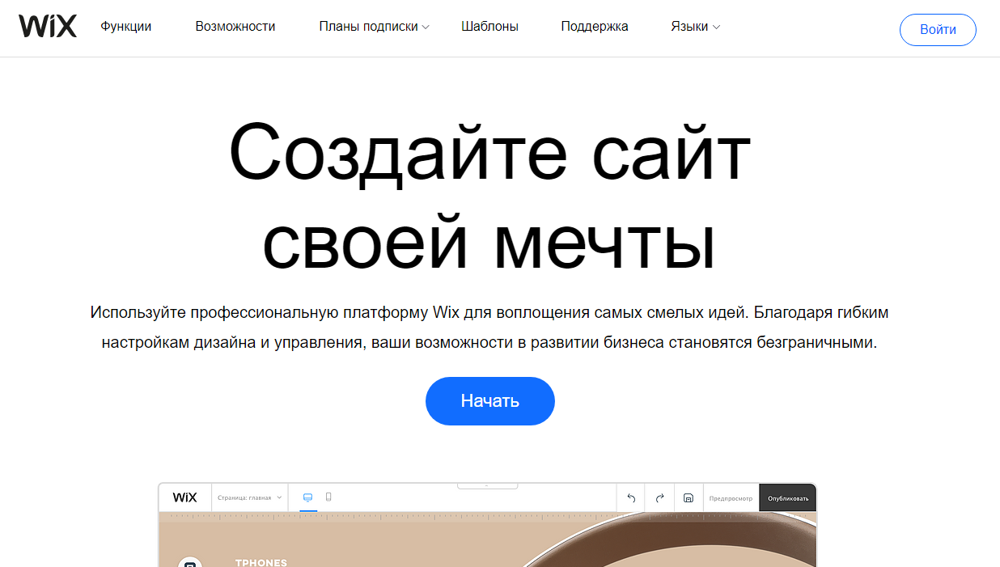 WiX Функции Возможности Планы подписки Шаблоны Поддержка Языки Войти
Создайте сайт
своей мечты
Используйте профессиональную платформу Wix для воплощения самых смелых идей. Благодаря гибким
настройкам дизайна и управления, ваши возможности в развитии бизнеса становятся безграничными.
Начать
WiX Страница: главная Предпросмотр Опубликовать
TPHONES